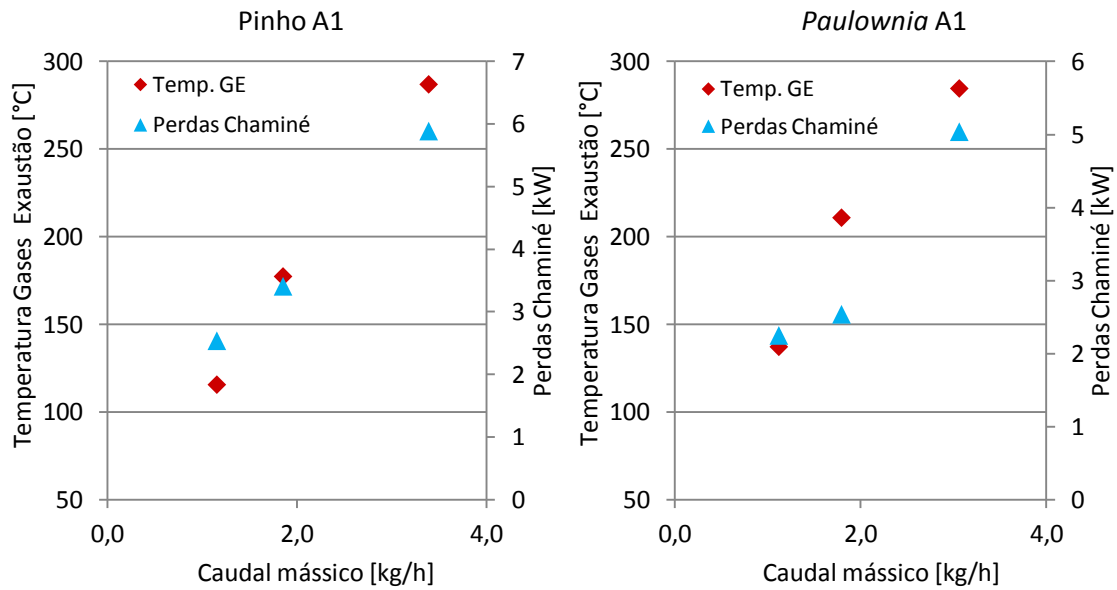 Pinho A1
Temperatura Gases Exaustão [°C]
300
250
200
150
100
50
Temp. GE
Perdas Chaminé
7
6
5
4
3
2
1
0
Perdas Chaminé [kW]
0,0
2,0
4,0
Caudal mássico [kg/h]
Paulownia A1
Temperatura Gases Exaustão [°C]
300
250
200
150
100
50
Temp. GE
Perdas Chaminé
6
5
4
3
2
1
0
Perdas Chaminé [kW]
0,0
2,0
4,0
Caudal mássico [kg/h]